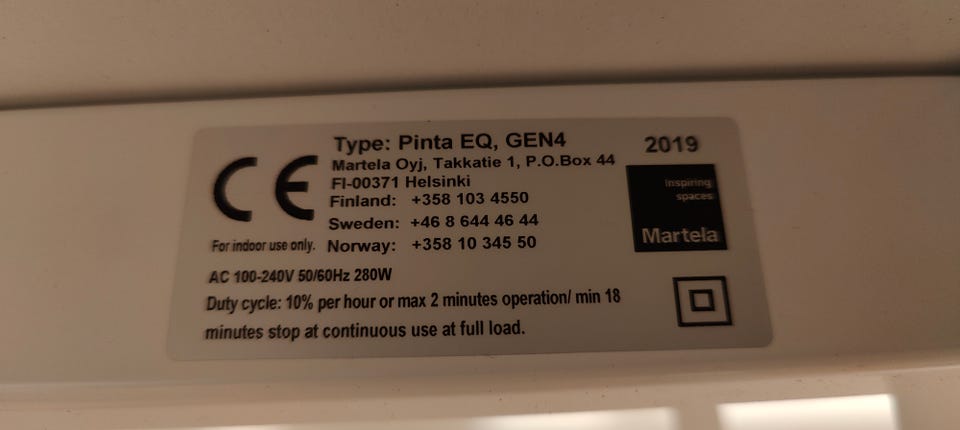 Type: Pinta EQ, GEN4
Martela Oyj, Takkatie 1, P.O.Box 44
FI-00371 Helsinki
Finland: +358 103 4550
Sweden: +46 8 644 46 44
Norway: +358 10 345 50
CE
For indoor use only.
2019
Inspiring
spaces
Martela
AC 100-240V 50/60Hz 280W
Duty cycle: 10% per hour or max 2 minutes operation/ min 18
minutes stop at continuous use at full load.